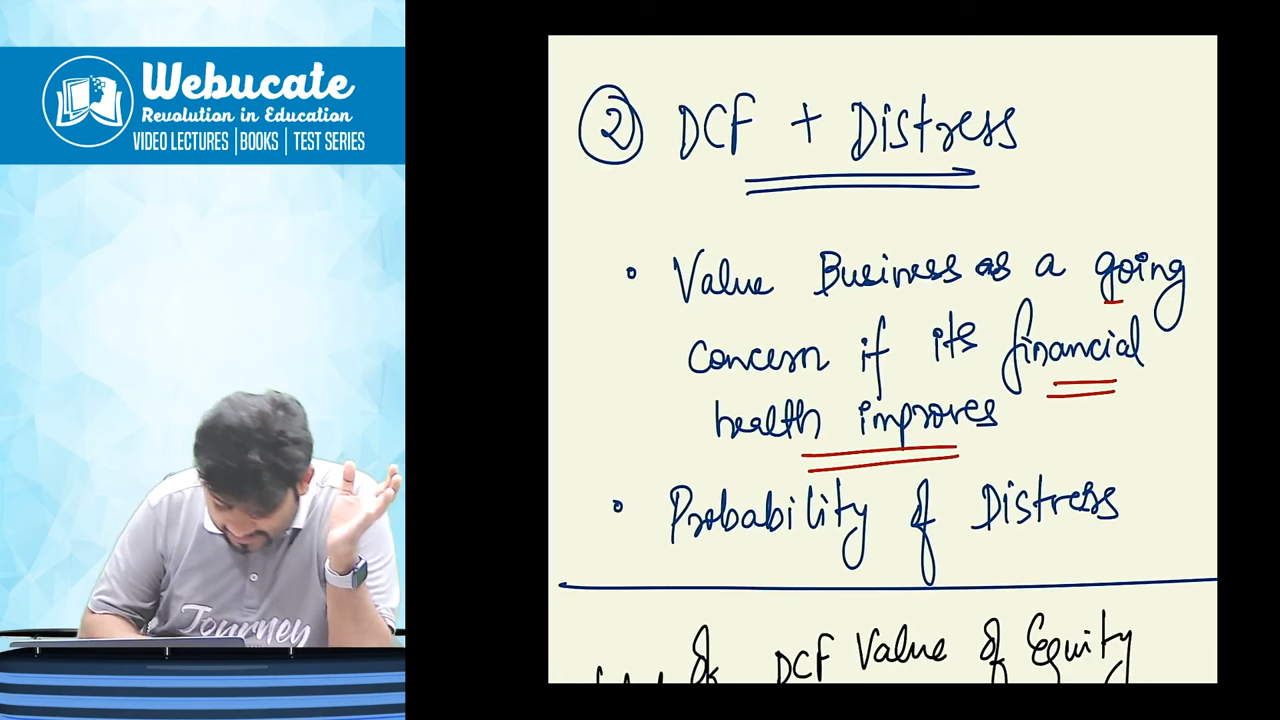 Webucate
Revolution in Education
VIDEO LECTURES | BOOKS | TEST SERIES
② DCF + Distress
• Value Business as a going
concern if its financial
health improves
• Probability of Distress
DCF Value of Equity
Journey